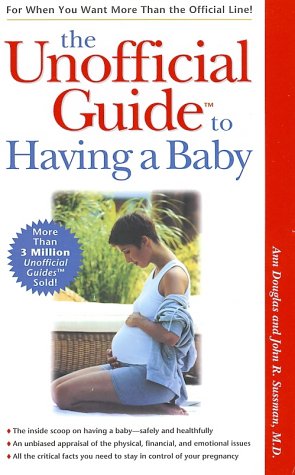 For When You Want More Than the Official Line!
the
Unofficial
Guide™ to
Having a Baby
More
Than
3 Million
Unofficial
Guides™
Sold!
Ann Douglas and John R. Sussman, M.D.
• The inside scoop on having a baby—safely and healthfully
• An unbiased appraisal of the physical, financial, and emotional issues
• All the critical facts you need to stay in control of your pregnancy